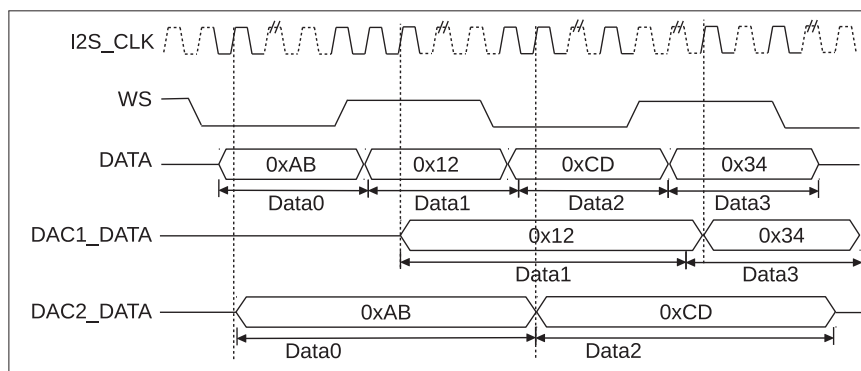 I2S_CLK
WS
DATA 0xAB 0x12 0xCD 0x34
Data0 Data1 Data2 Data3
DAC1_DATA 0x12 0x34
Data1 Data3
DAC2_DATA 0xAB 0xCD
Data0 Data2